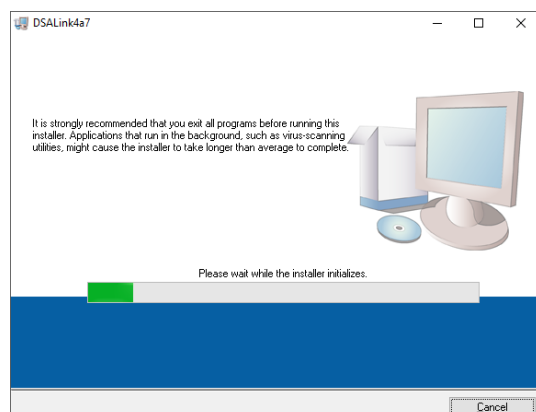 DSALink4a7
It is strongly recommended that you exit all programs before running this
installer. Applications that run in the background, such as virus-scanning
utilities, might cause the installer to take longer than average to complete.
Please wait while the installer initializes.
Cancel